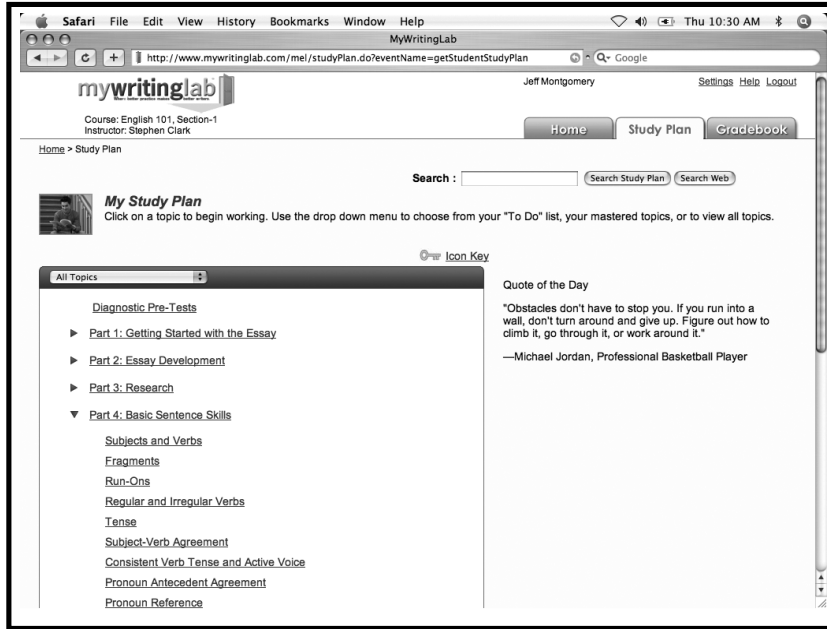 Safari File Edit View History Bookmarks Window Help Thu 10:30 AM
MyWritingLab
http://www.mywritinglab.com/mel/studyPlan.do?eventName=getStudentStudyPlan Google
mywritinglab
When better practice makes better writers.
Jeff Montgomery Settings Help Logout
Course: English 101, Section-1
Instructor: Stephen Clark
Home Study Plan Gradebook
Home > Study Plan
Search : Search Study Plan Search Web
My Study Plan
Click on a topic to begin working. Use the drop down menu to choose from your "To Do" list, your mastered topics, or to view all topics.
Icon Key
All Topics
Diagnostic Pre-Tests
Part 1: Getting Started with the Essay
Part 2: Essay Development
Part 3: Research
Part 4: Basic Sentence Skills
Subjects and Verbs
Fragments
Run-Ons
Regular and Irregular Verbs
Tense
Subject-Verb Agreement
Consistent Verb Tense and Active Voice
Pronoun Antecedent Agreement
Pronoun Reference
Quote of the Day
"Obstacles don't have to stop you. If you run into a
wall, don't turn around and give up. Figure out how to
climb it, go through it, or work around it."
—Michael Jordan, Professional Basketball Player